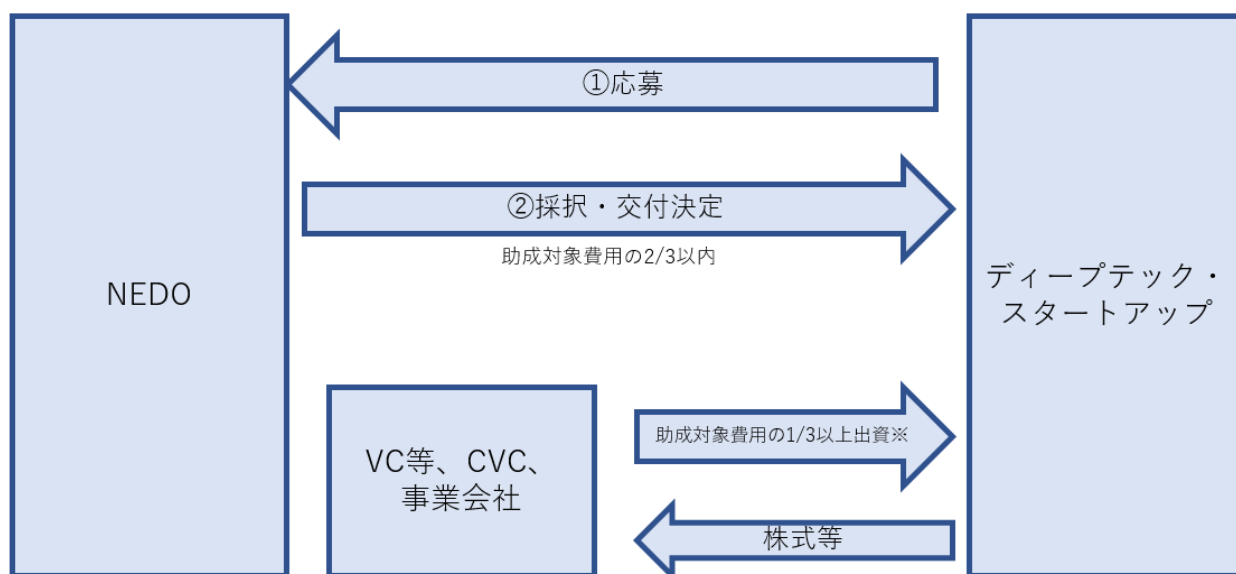 ①応募
②採択・交付決定
助成対象費用の2/3以内
NEDO
ディープテック・
スタートアップ
VC等、CVC、
事業会社
助成対象費用の1/3以上出資※
株式等